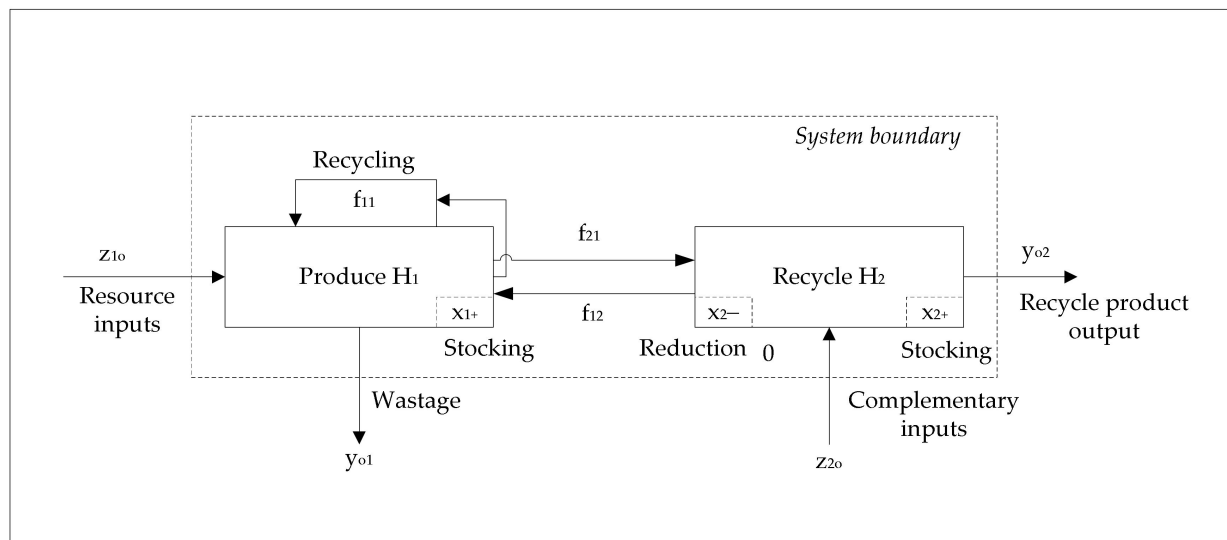 System boundary
Recycling
f11
z1o
Resource
inputs
Produce H1
x1+
Stocking
f21
f12
Recycle H2
x2–
x2+
Reduction
0
Stocking
yo2
Recycle product
output
Wastage
yo1
Complementary
inputs
z2o